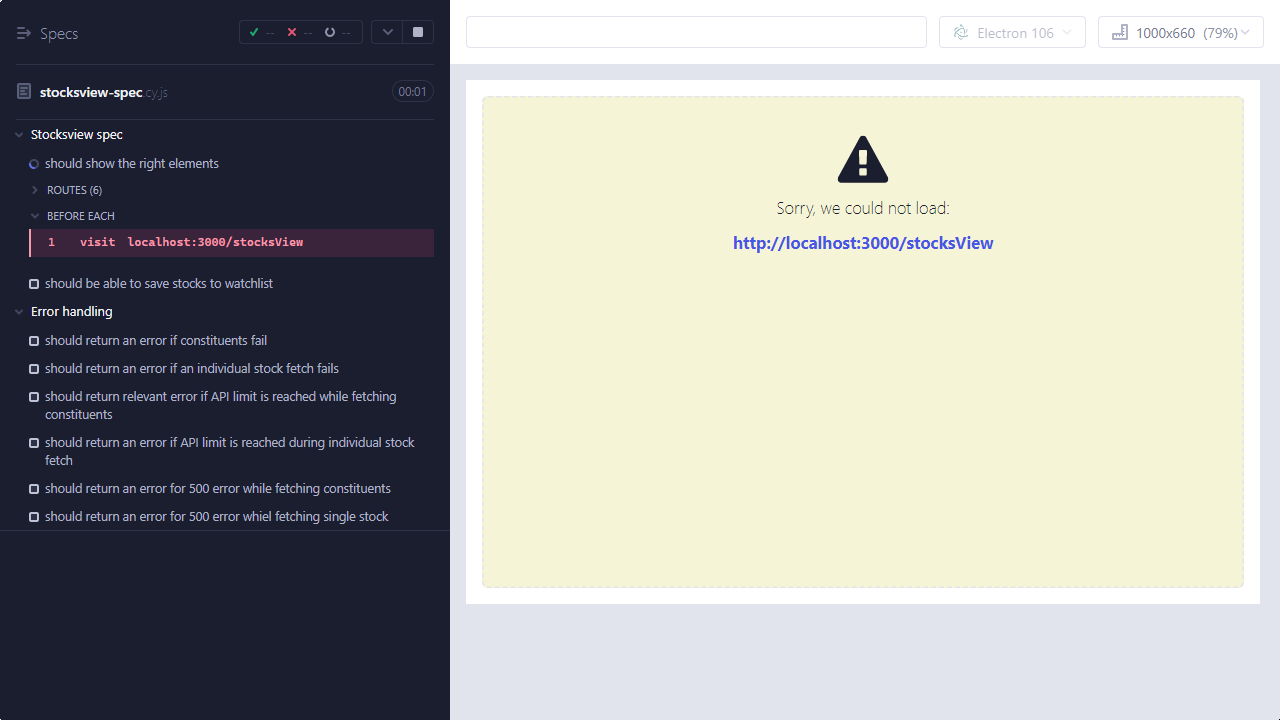 Specs
--
--
--
stocksview-spec.cy.js
00:01
Stocksview spec
should show the right elements
ROUTES (6)
BEFORE EACH
1 visit localhost:3000/stocksView
should be able to save stocks to watchlist
Error handling
should return an error if constituents fail
should return an error if an individual stock fetch fails
should return relevant error if API limit is reached while fetching
constituents
should return an error if API limit is reached during individual stock
fetch
should return an error for 500 error while fetching constituents
should return an error for 500 error whiel fetching single stock
Electron 106
1000x660 (79%)
Sorry, we could not load:
http://localhost:3000/stocksView